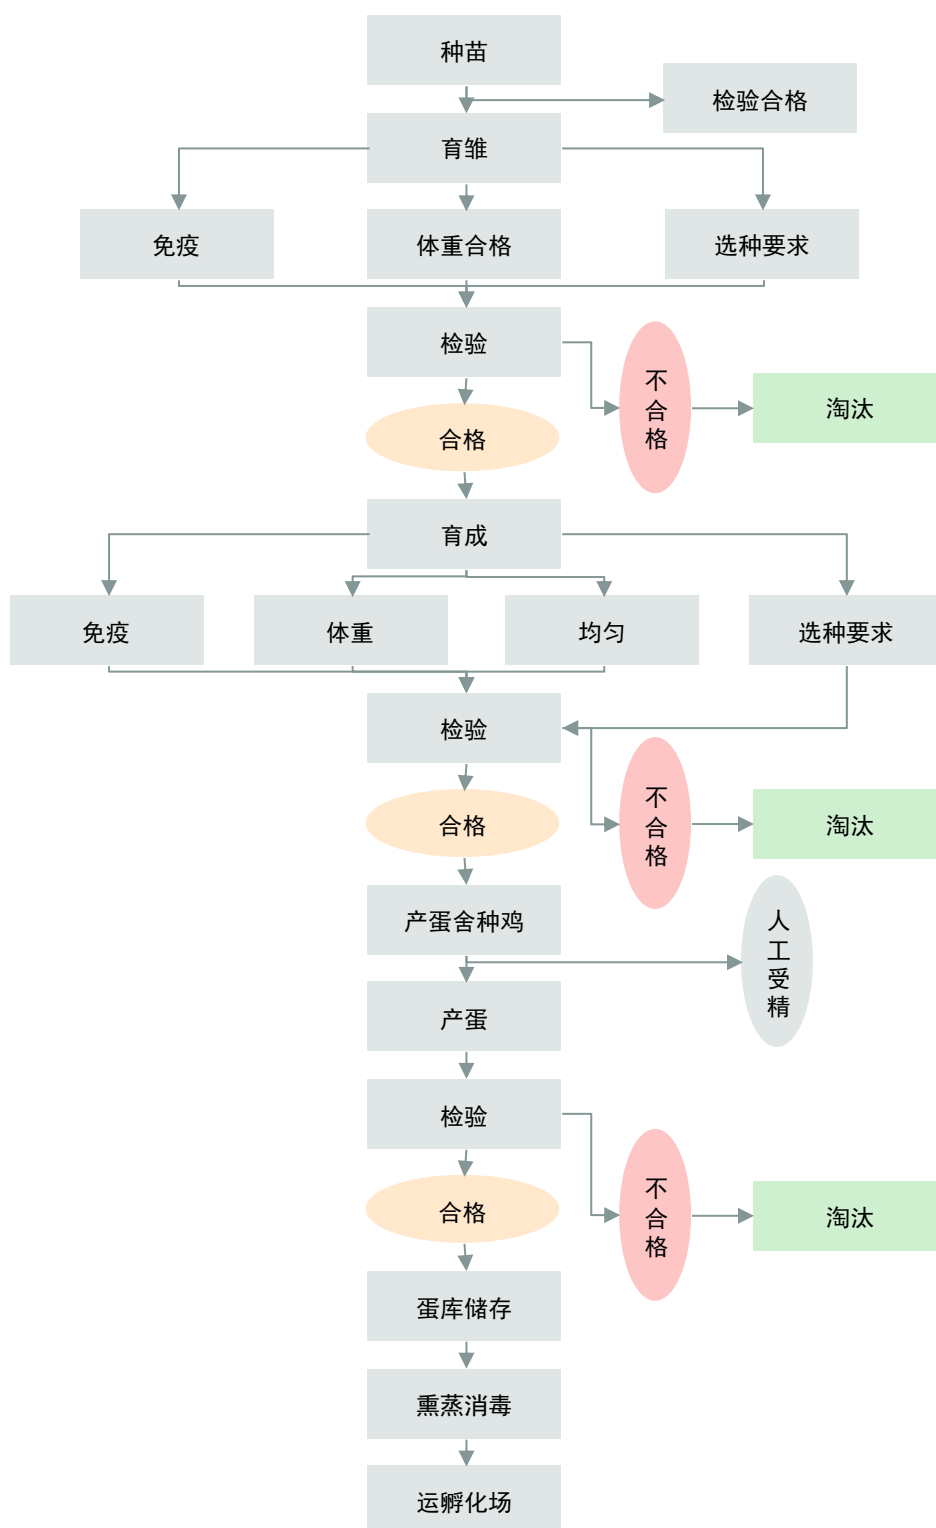 种苗
检验合格
育雏
免疫
体重合格
选种要求
检验
不合格
淘汰
合格
育成
免疫
体重
均匀
选种要求
检验
不合格
淘汰
合格
产蛋舍种鸡
人工受精
产蛋
检验
不合格
淘汰
合格
蛋库储存
熏蒸消毒
运孵化场